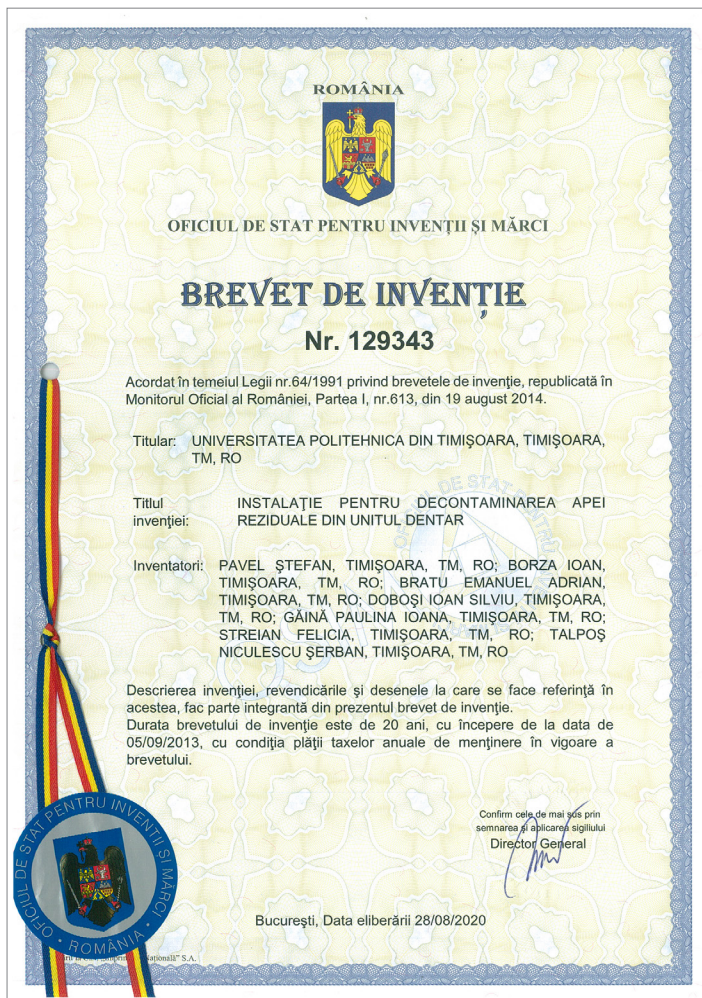 ROMÂNIA
OFICIUL DE STAT PENTRU INVENȚII ȘI MĂRCI
BREVET DE INVENȚIE
Nr. 129343
Acordat în temeiul Legii nr.64/1991 privind brevetele de invenţie, republicată în
Monitorul Oficial al României, Partea I, nr.613, din 19 august 2014.
Titular: UNIVERSITATEA POLITEHNICA DIN TIMIŞOARA, TIMIŞOARA,
TM, RO
Titlul INSTALAŢIE PENTRU DECONTAMINAREA APEI
invenţiei: REZIDUALE DIN UNITUL DENTAR
Inventatori: PAVEL ŞTEFAN, TIMIŞOARA, TM, RO; BORZA IOAN,
TIMIŞOARA, TM, RO; BRATU EMANUEL ADRIAN,
TIMIŞOARA, TM, RO; DOBOŞI IOAN SILVIU, TIMIŞOARA,
TM, RO; GĂINĂ PAULINA IOANA, TIMIŞOARA, TM, RO;
STREIAN FELICIA, TIMIŞOARA, TM, RO; TALPOŞ
NICULESCU ŞERBAN, TIMIŞOARA, TM, RO
Descrierea invenţiei, revendicările şi desenele la care se face referinţă în
acestea, fac parte integrantă din prezentul brevet de invenţie.
Durata brevetului de invenţie este de 20 ani, cu începere de la data de
05/09/2013, cu condiţia plăţii taxelor anuale de menţinere în vigoare a
brevetului.
Confirm cele de mai sus prin
semnarea şi aplicarea sigiliului
Director General
OFICIUL DE STAT PENTRU INVENȚII ȘI MĂRCI
• ROMÂNIA •
Bucureşti, Data eliberării 28/08/2020
S.A.